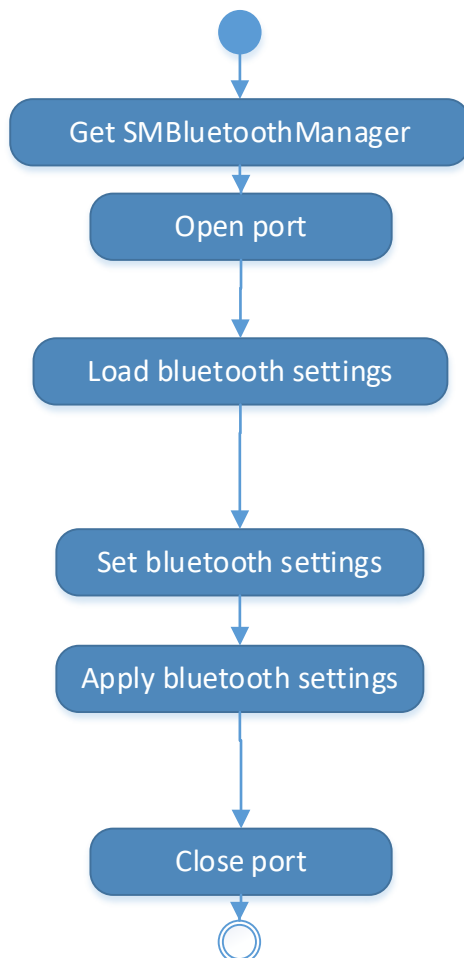 Get SMBluetoothManager
Open port
Load bluetooth settings
Set bluetooth settings
Apply bluetooth settings
Close port